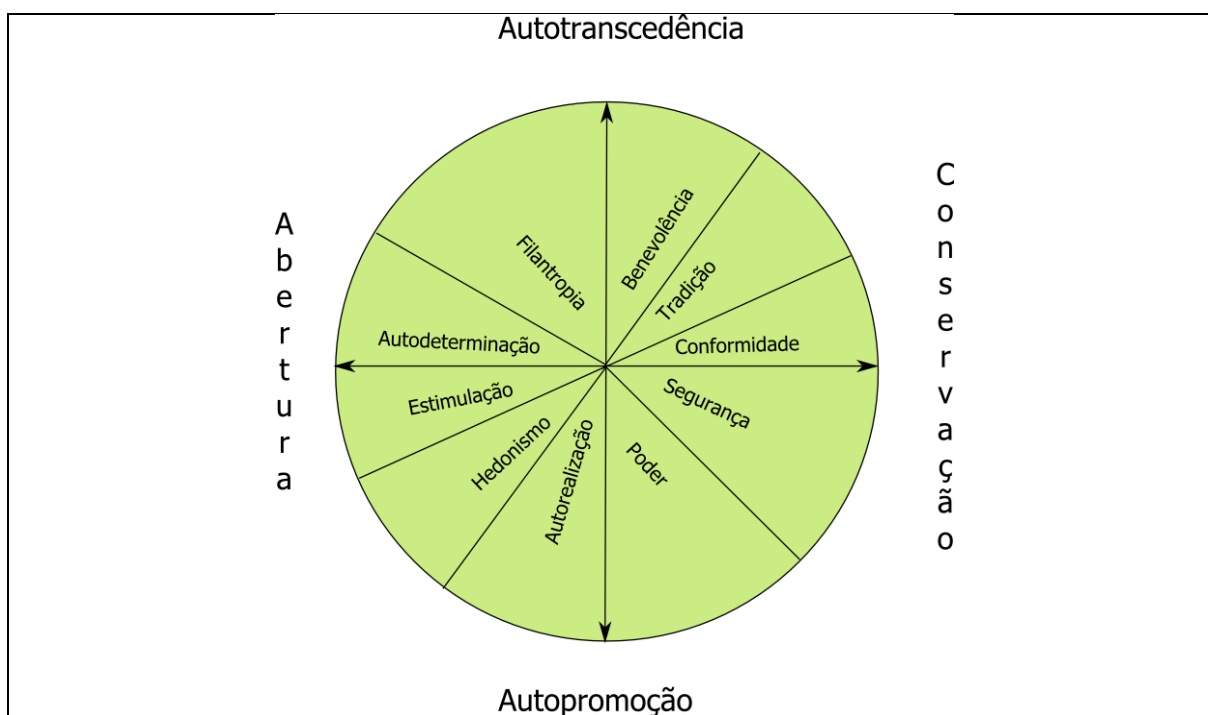 Autotranscedência
Abertura
Conservação
Filantropia
Benevolência
Tradição
Autodeterminação
Conformidade
Estimulação
Segurança
Hedonismo
Autorealização
Poder
Autopromoção